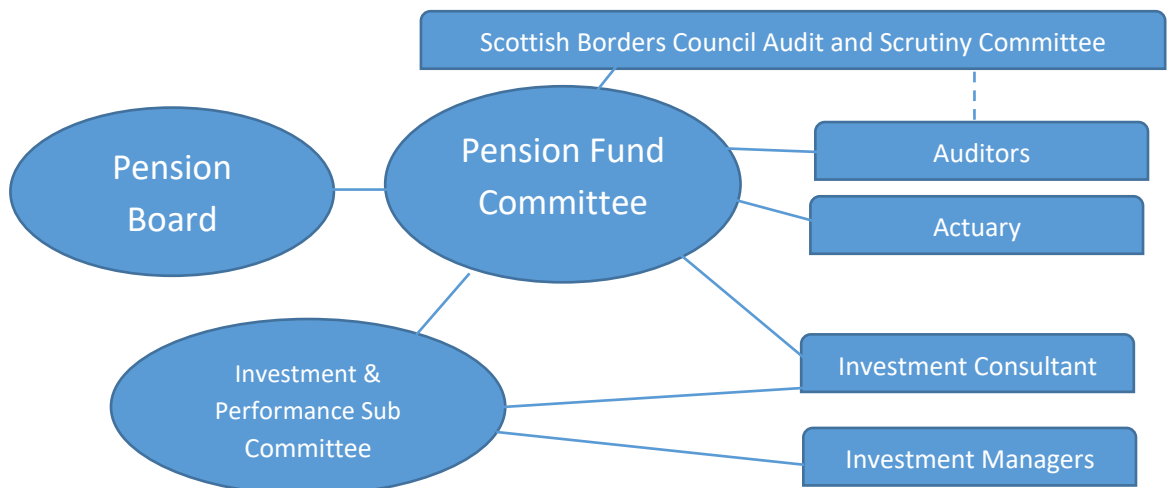 Scottish Borders Council Audit and Scrutiny Committee
Pension
Board
Pension Fund
Committee
Auditors
Actuary
Investment &
Performance Sub
Committee
Investment Consultant
Investment Managers